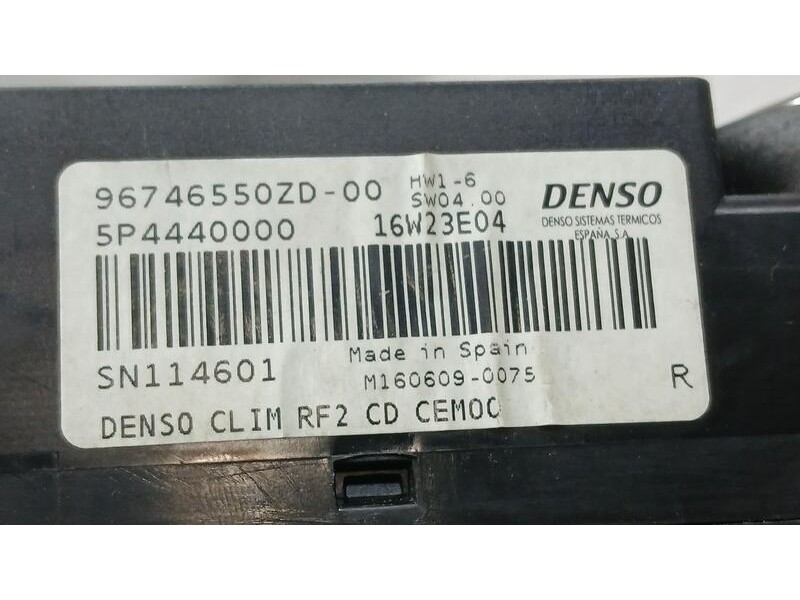 96746550ZD-00 HW1-6
SW04.00
5P4440000 16W23E04
DENSO
DENSO SISTEMAS TERMICOS
ESPAÑA, S.A.
SN114601
Made in Spain
M160609-0075
R
DENSO CLIM RF2 CD CEMOC